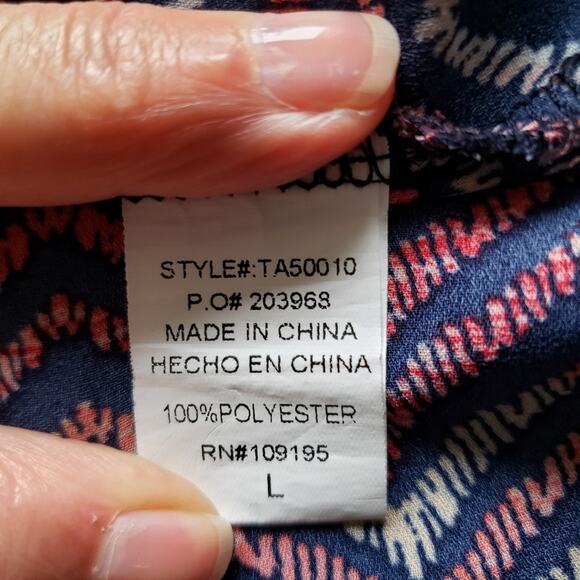 STYLE#:TA50010
P.O# 203968
MADE IN CHINA
HECHO EN CHINA
100%POLYESTER
RN#109195
L